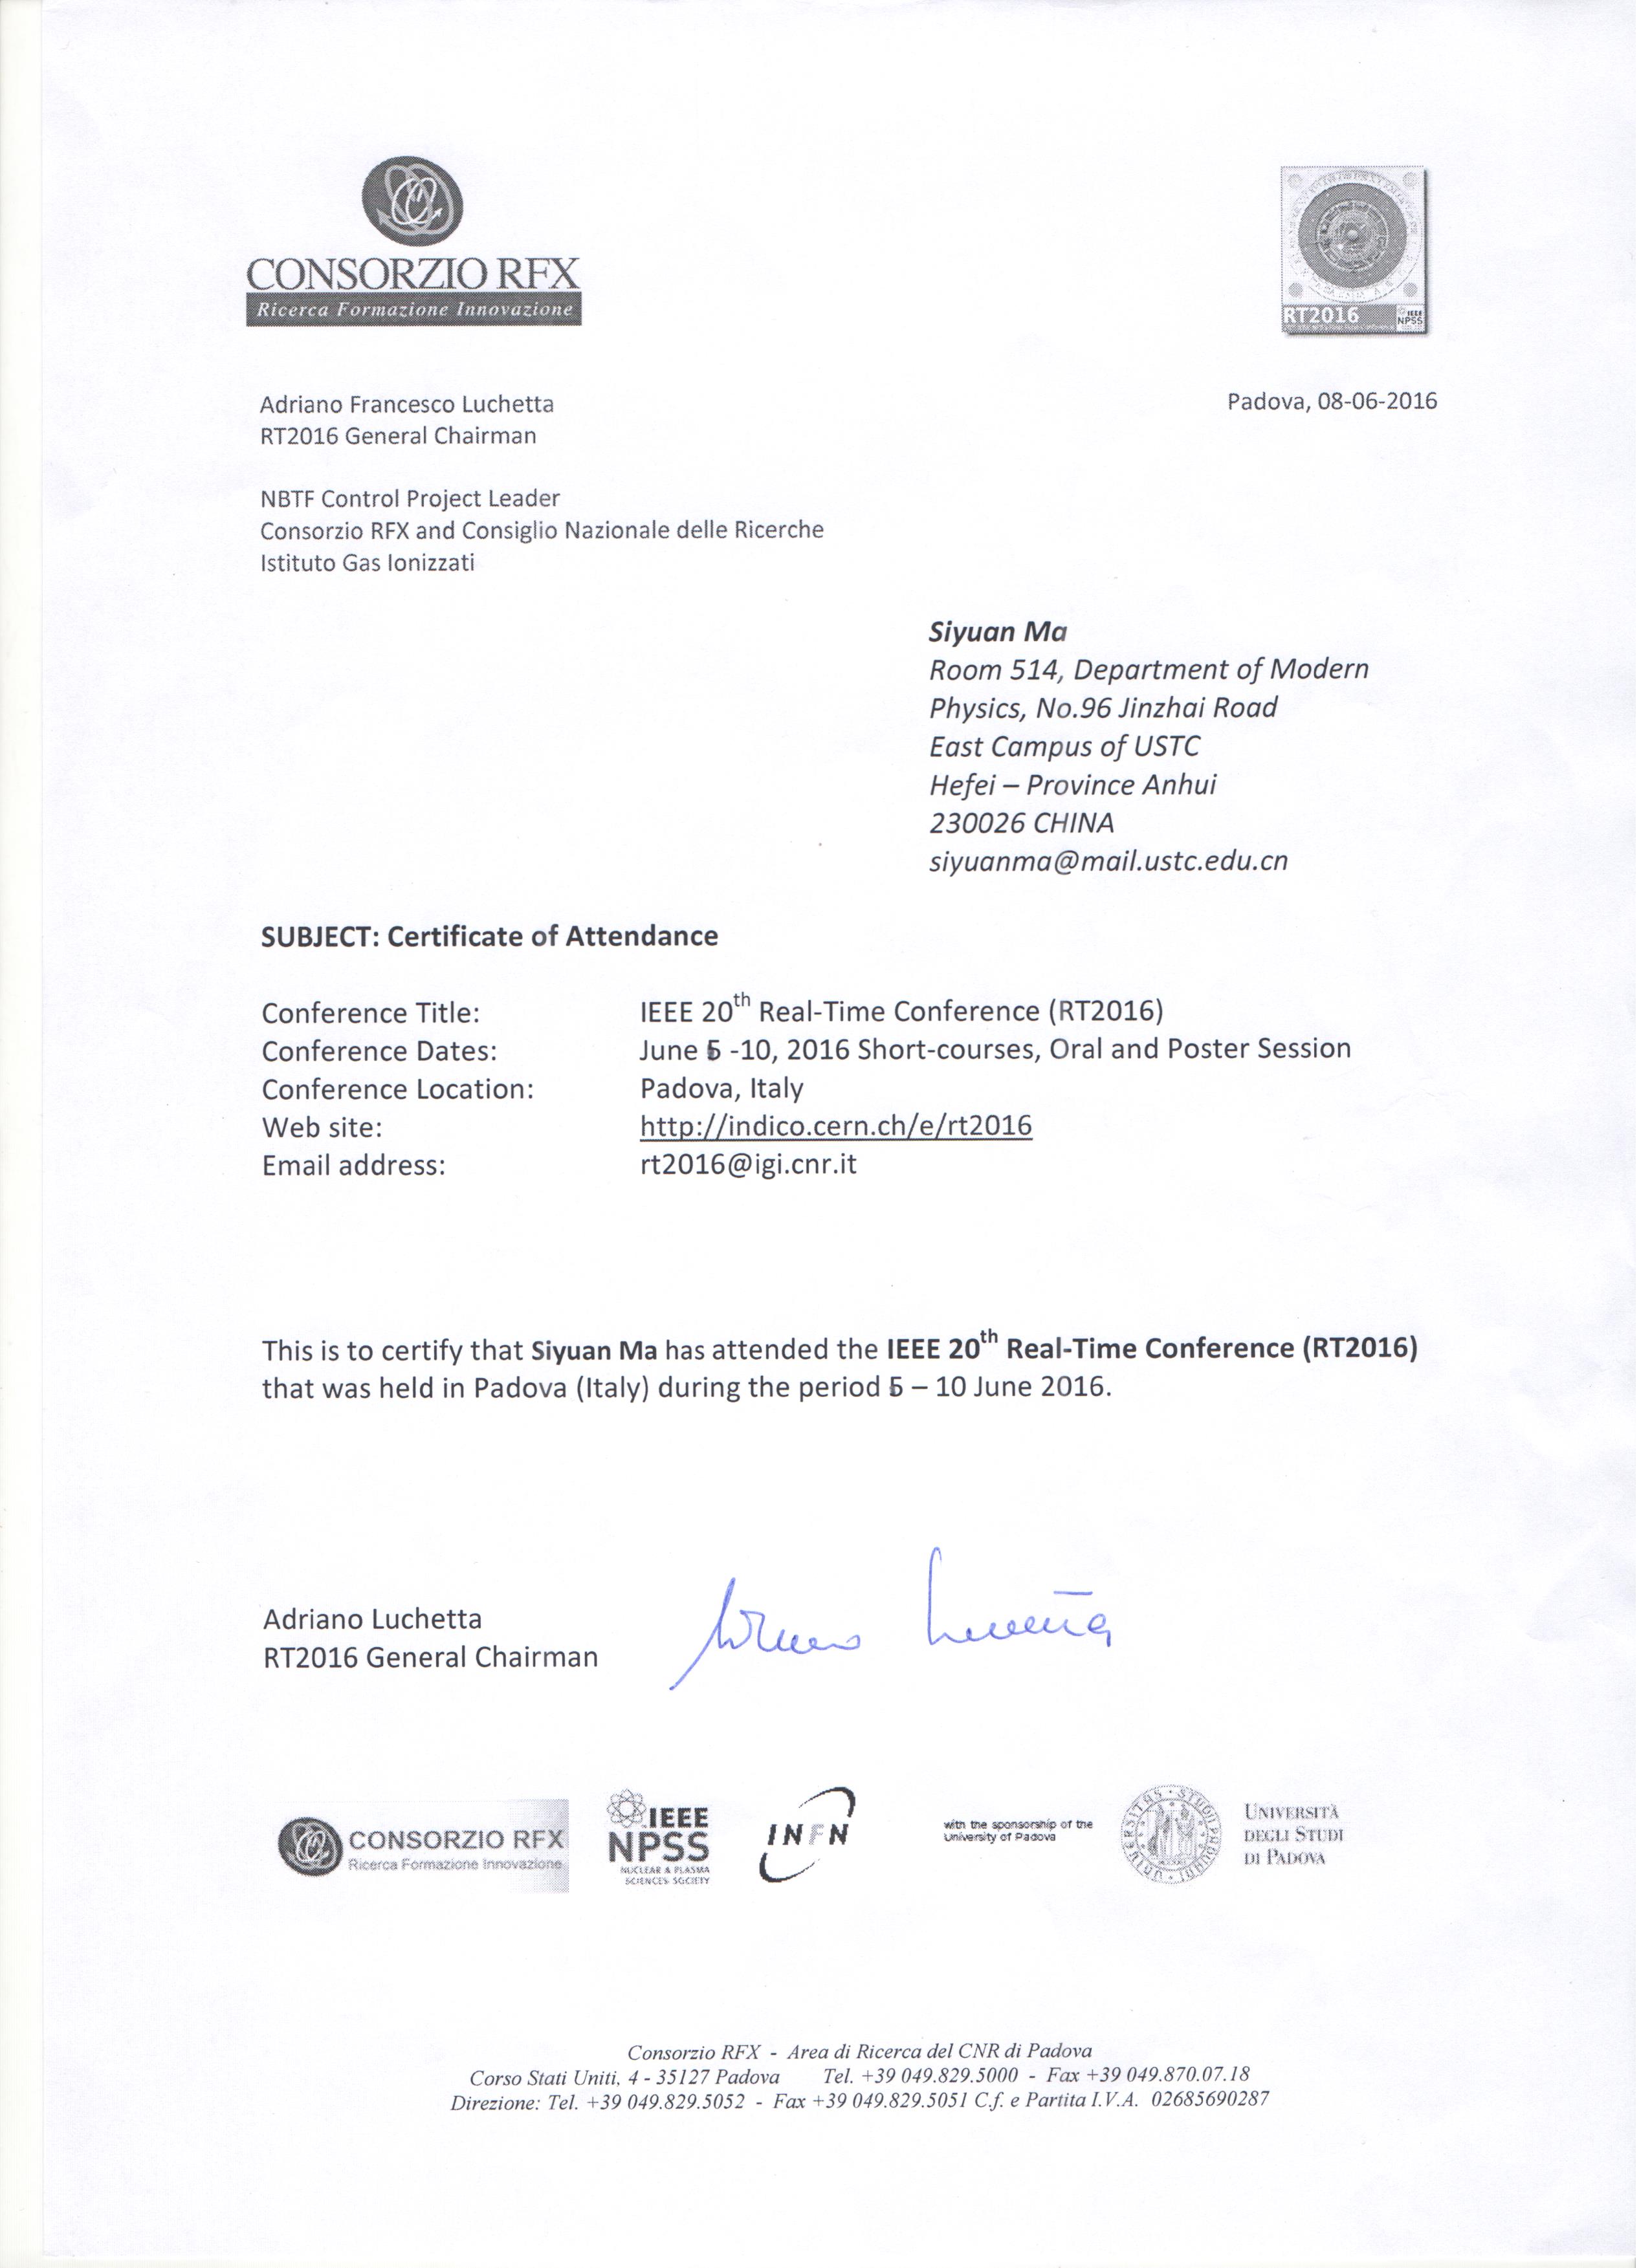 CONSORZIO RFX
Ricerca Formazione Innovazione
RT2016
IEEE
NPSS
Adriano Francesco Luchetta
RT2016 General Chairman
Padova, 08-06-2016
NBTF Control Project Leader
Consorzio RFX and Consiglio Nazionale delle Ricerche
Istituto Gas Ionizzati
Siyuan Ma
Room 514, Department of Modern
Physics, No.96 Jinzhai Road
East Campus of USTC
Hefei – Province Anhui
230026 CHINA
siyuanma@mail.ustc.edu.cn
SUBJECT: Certificate of Attendance
Conference Title: IEEE 20th Real-Time Conference (RT2016)
Conference Dates: June 5 -10, 2016 Short-courses, Oral and Poster Session
Conference Location: Padova, Italy
Web site: http://indico.cern.ch/e/rt2016
Email address: rt2016@igi.cnr.it
This is to certify that Siyuan Ma has attended the IEEE 20th Real-Time Conference (RT2016)
that was held in Padova (Italy) during the period 5 – 10 June 2016.
Adriano Luchetta
RT2016 General Chairman
CONSORZIO RFX
Ricerca Formazione Innovazione
IEEE
NPSS
NUCLEAR & PLASMA
SCIENCES SOCIETY
INFN
with the sponsorship of the
University of Padova
UNIVERSITÀ
DEGLI STUDI
DI PADOVA
Consorzio RFX - Area di Ricerca del CNR di Padova
Corso Stati Uniti, 4 - 35127 Padova Tel. +39 049.829.5000 - Fax +39 049.870.07.18
Direzione: Tel. +39 049.829.5052 - Fax +39 049.829.5051 C.f. e Partita I.V.A. 02685690287